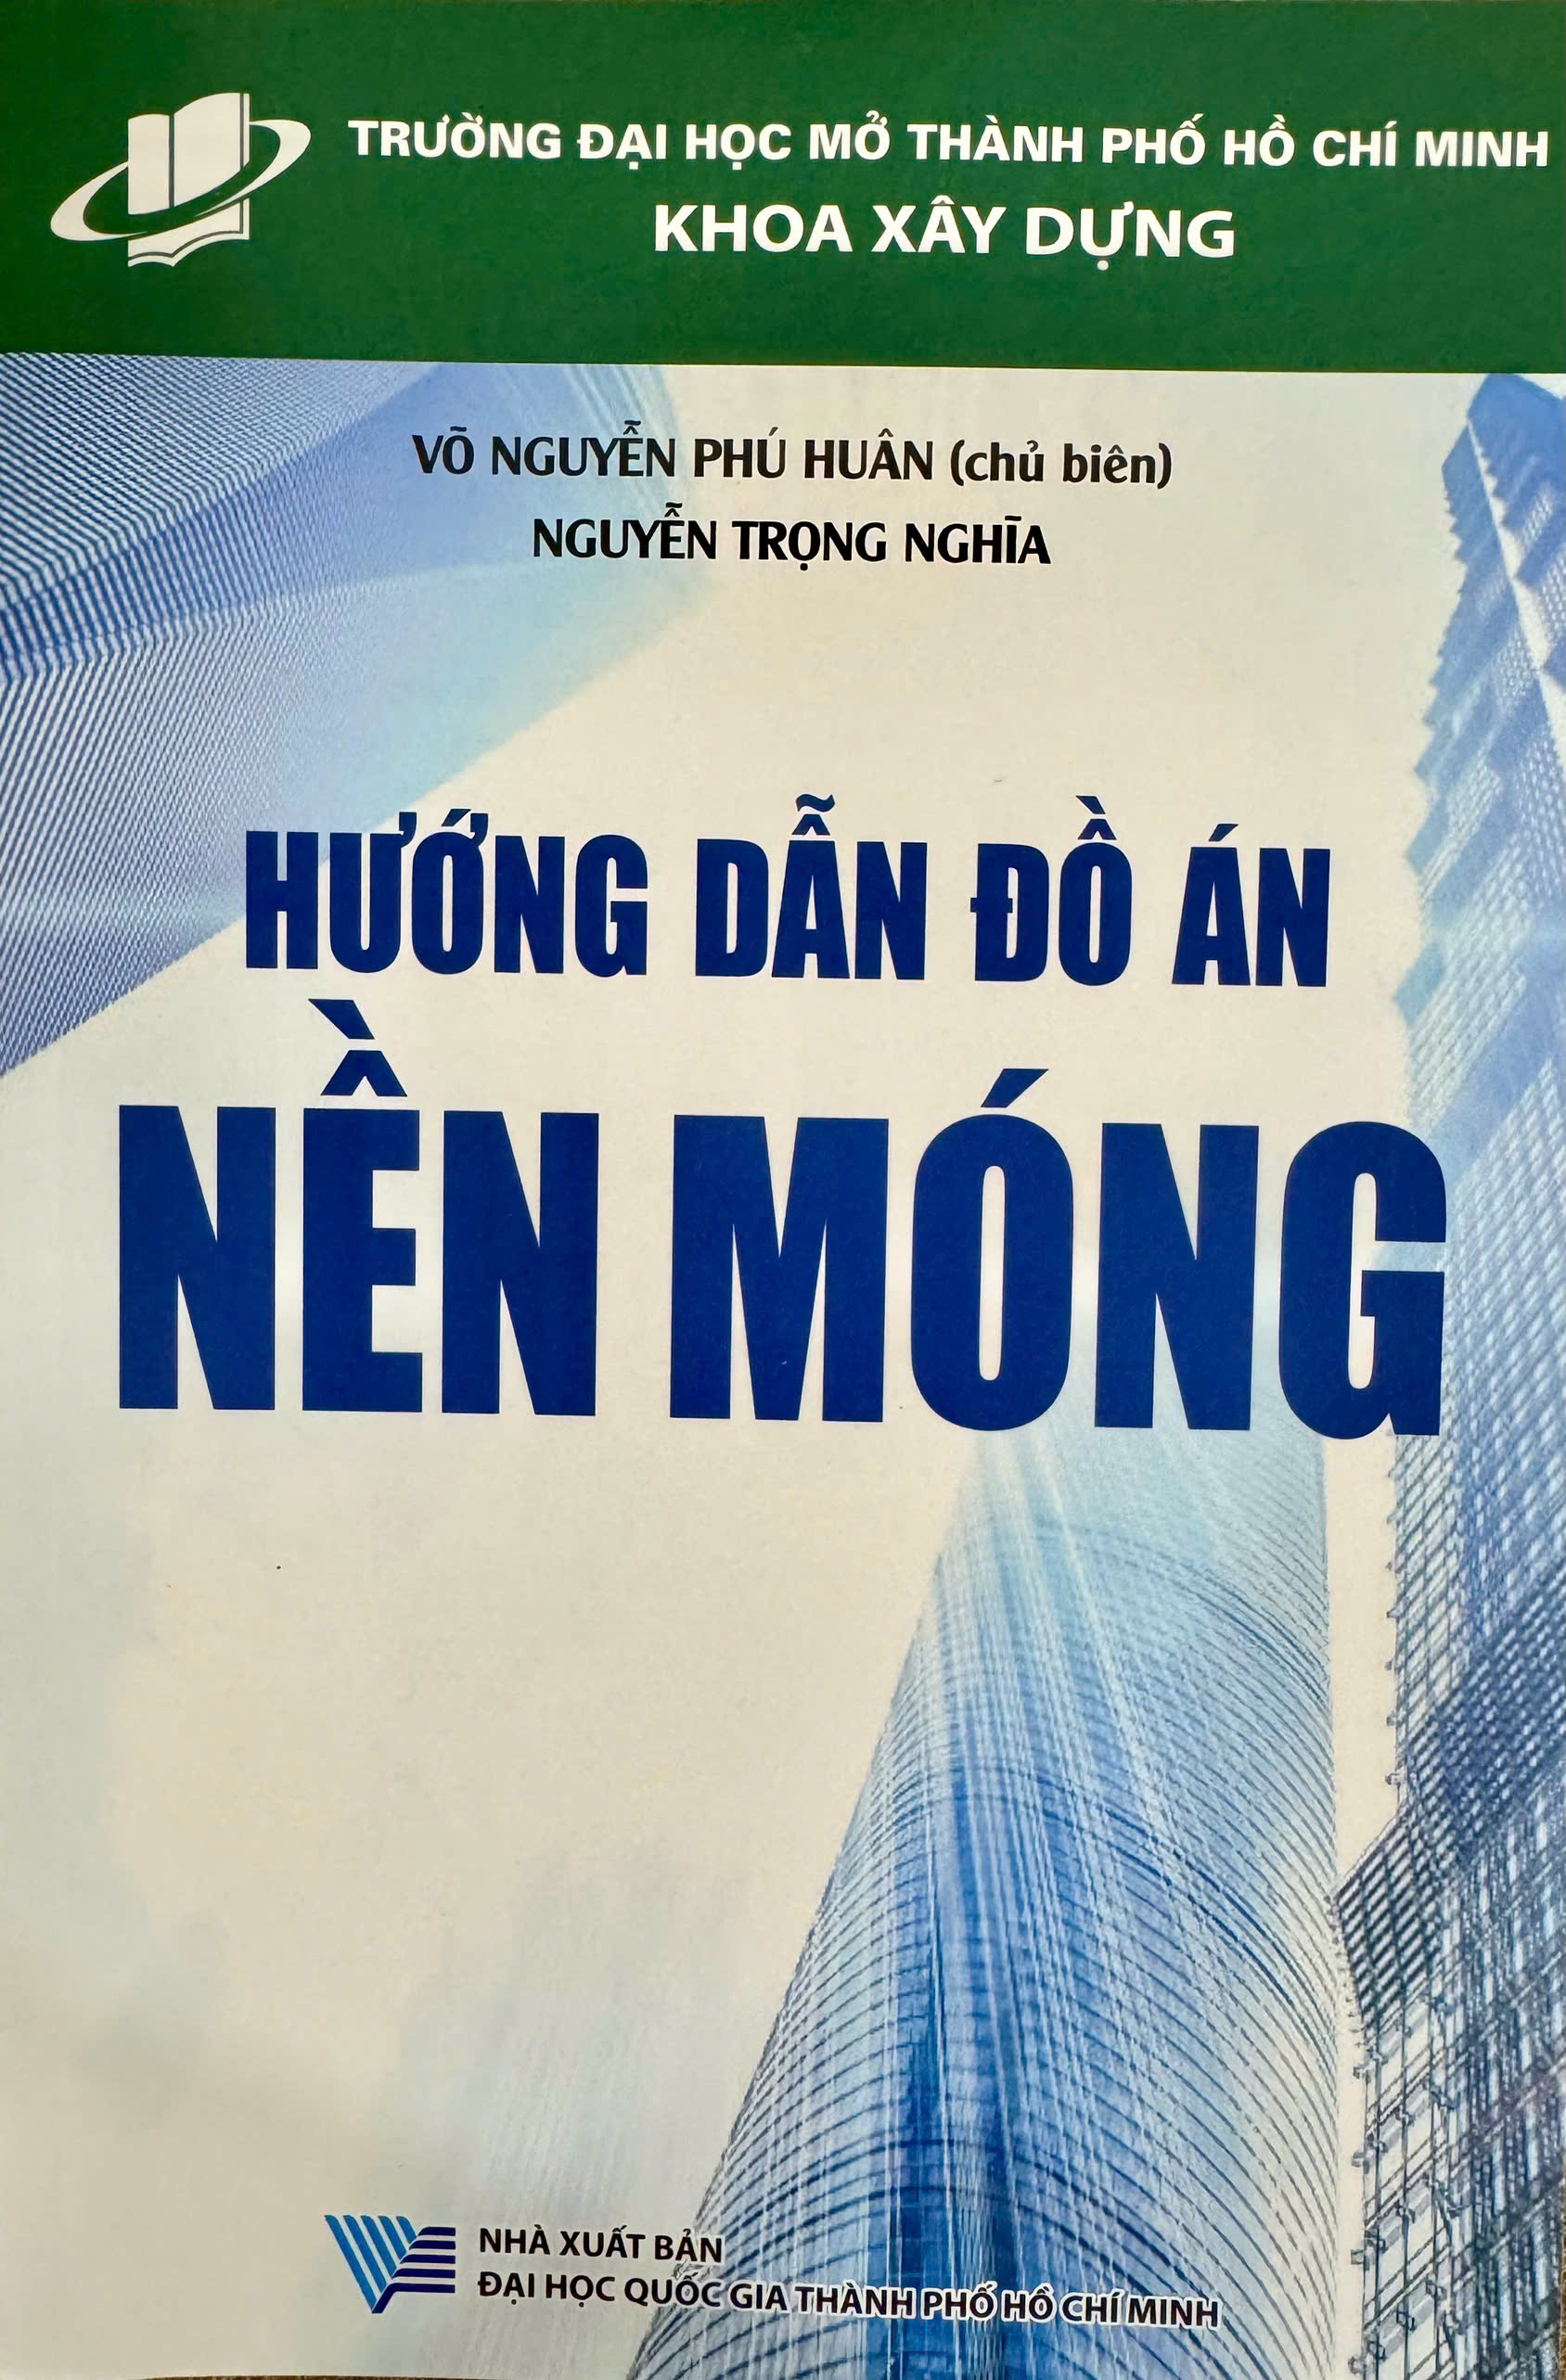 TRƯỜNG ĐẠI HỌC MỞ THÀNH PHỐ HỒ CHÍ MINH
KHOA XÂY DỰNG
VÕ NGUYỄN PHÚ HUÂN (chủ biên)
NGUYỄN TRỌNG NGHĨA
HƯỚNG DẪN ĐỒ ÁN
NỀN MÓNG
NHÀ XUẤT BẢN
ĐẠI HỌC QUỐC GIA THÀNH PHỐ HỒ CHÍ MINH